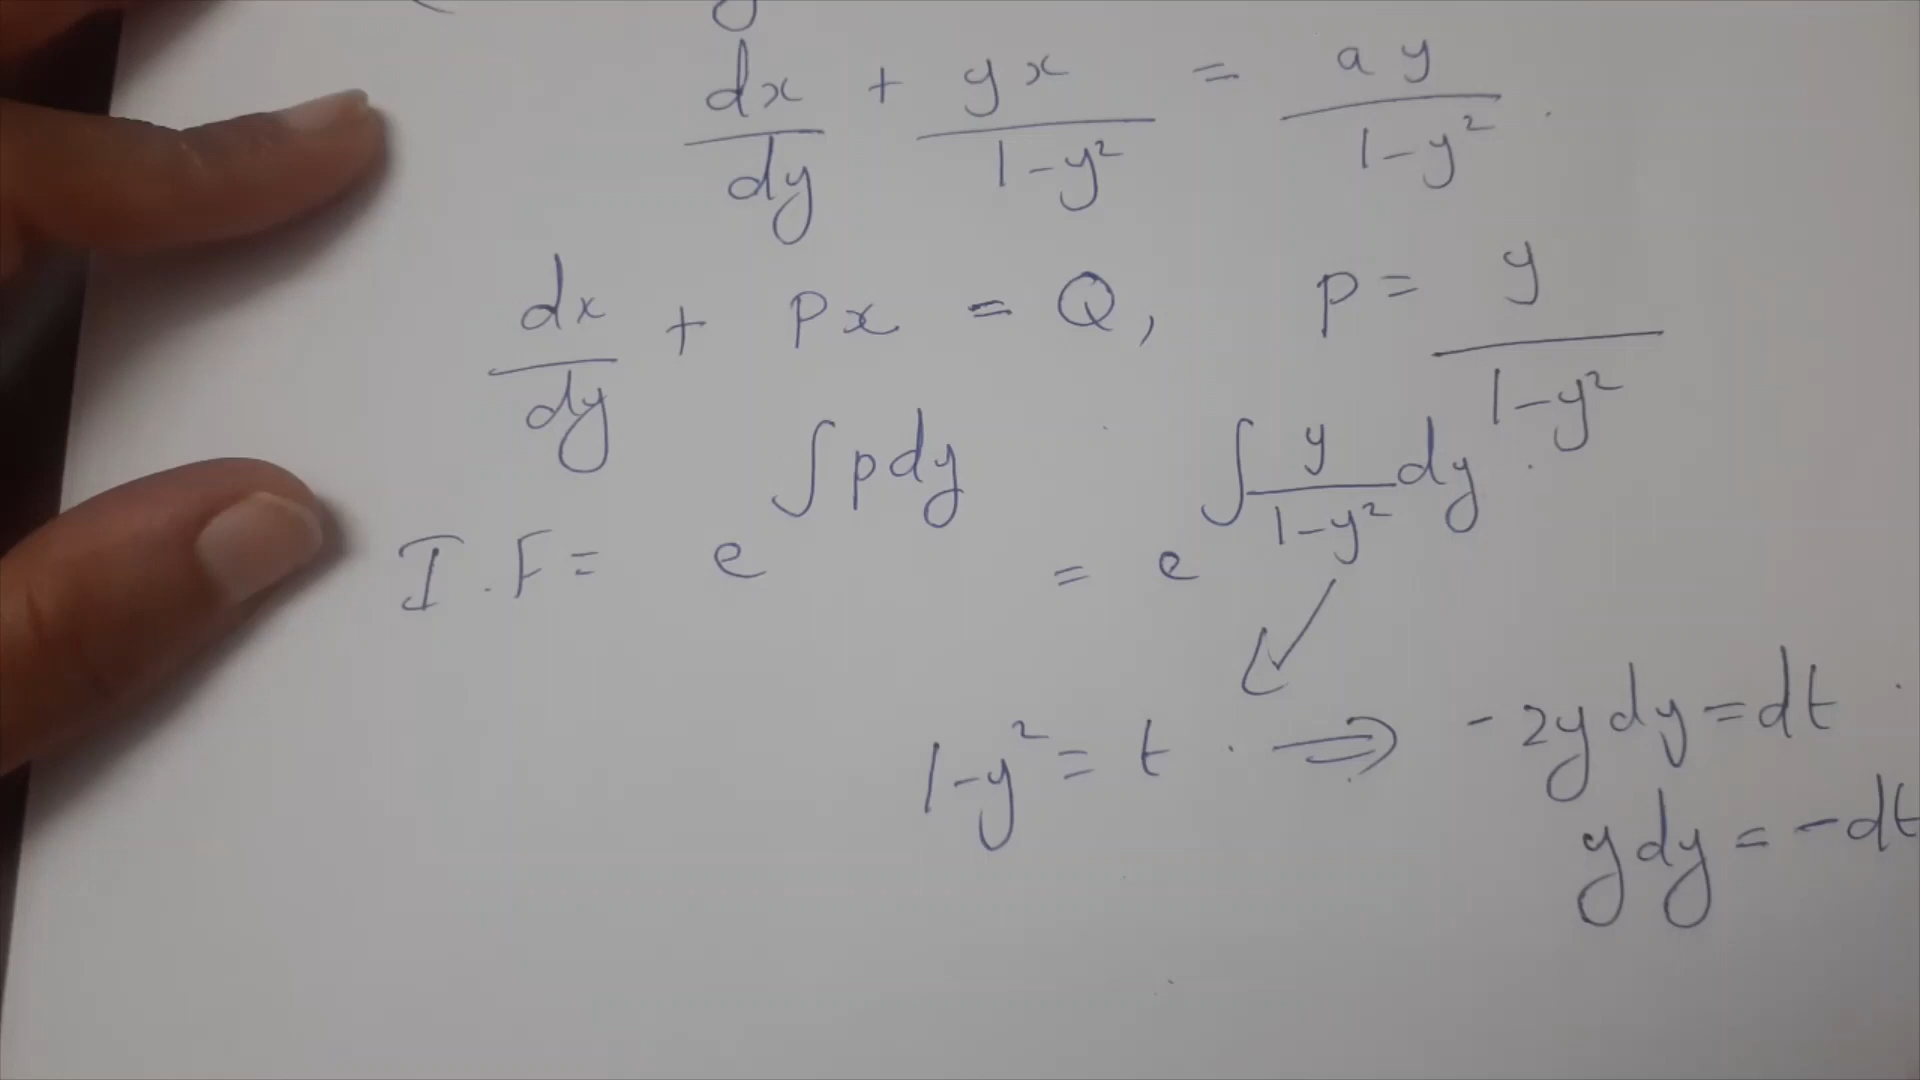 dx/dy + yx/1-y² = ay/1-y².
dx/dy + Px = Q, P = y/1-y²
I.F = e^∫pdy = e^∫y/1-y² dy.
1-y² = t. ⇒ -2ydy = dt
ydy = -dt